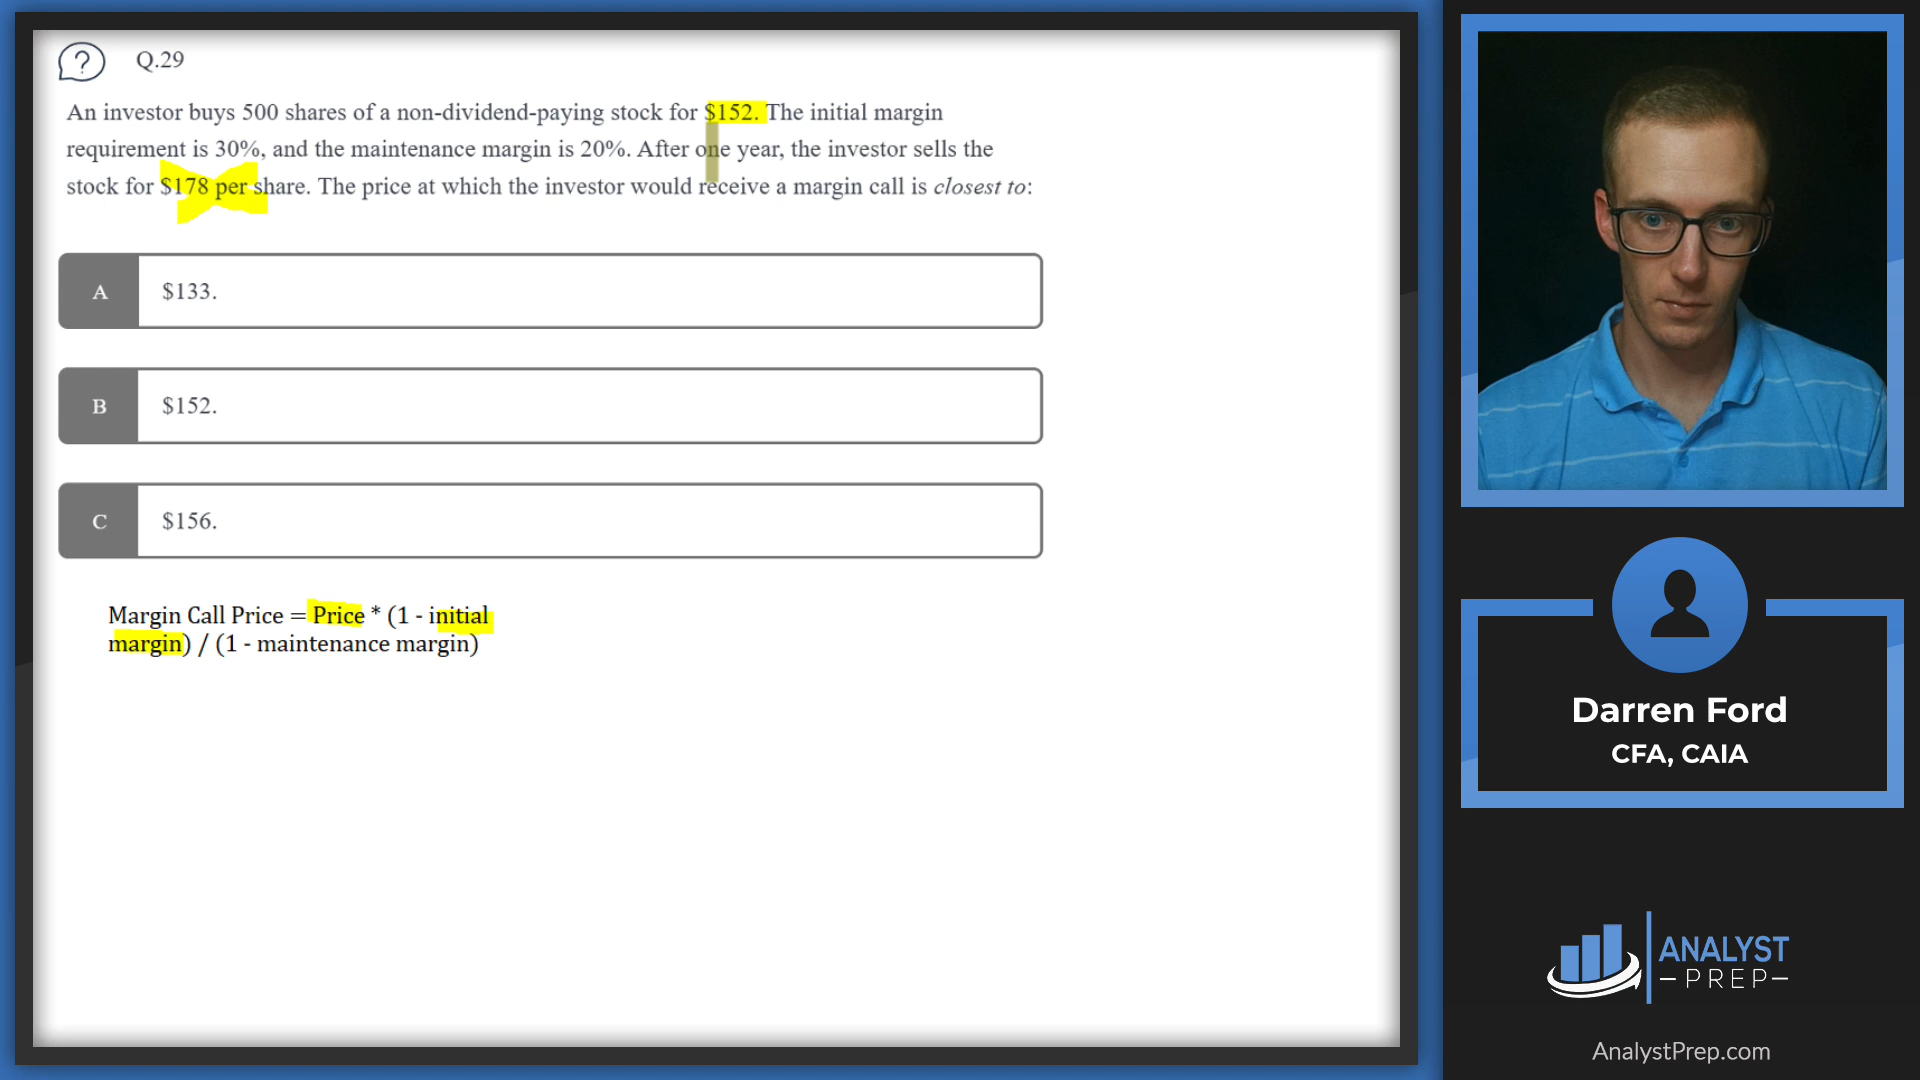 ?
Q.29
An investor buys 500 shares of a non-dividend-paying stock for $152. The initial margin
requirement is 30%, and the maintenance margin is 20%. After one year, the investor sells the
stock for $178 per share. The price at which the investor would receive a margin call is closest to:
A
$133.
B
$152.
C
$156.
Margin Call Price = Price * (1 - initial
margin) / (1 - maintenance margin)
Darren Ford
CFA, CAIA
ANALYST
PREP
AnalystPrep.com